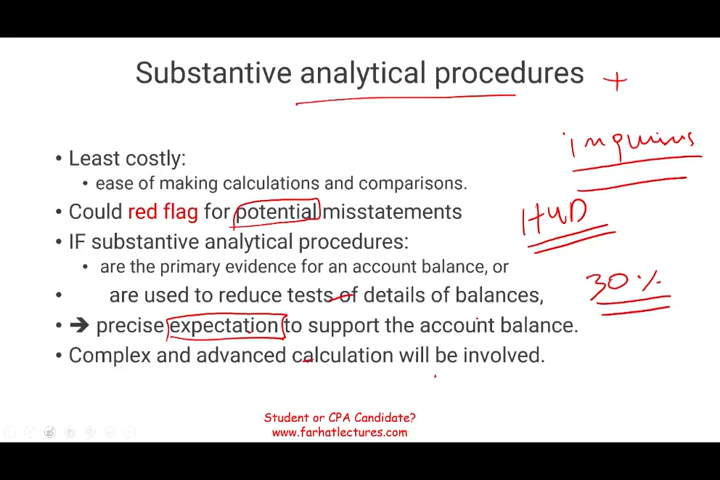 Substantive analytical procedures +
inquiries
• Least costly:
• ease of making calculations and comparisons.
• Could red flag for potential misstatements
HUD
• IF substantive analytical procedures:
• are the primary evidence for an account balance, or
30%
• are used to reduce tests of details of balances,
• ➔ precise expectation to support the account balance.
• Complex and advanced calculation will be involved.
Student or CPA Candidate?
www.farhatlectures.com